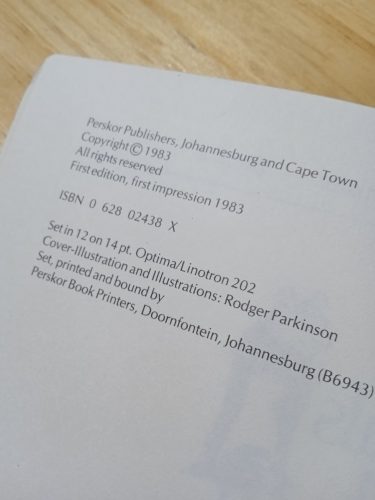 Perskor Publishers, Johannesburg and Cape Town
Copyright © 1983
All rights reserved
First edition, first impression 1983
ISBN 0 628 02438 X
Set in 12 on 14 pt. Optima/Linotron 202
Cover-Illustration and Illustrations: Rodger Parkinson
Set, printed and bound by
Perskor Book Printers, Doornfontein, Johannesburg (B6943)